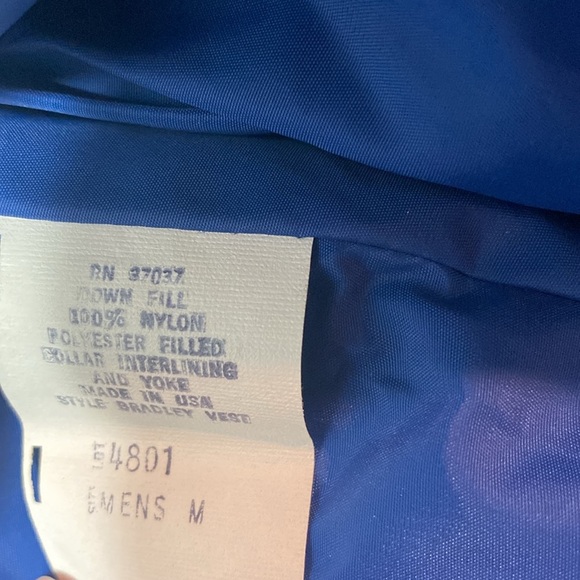 RN 37037
DOWN FILL
100% NYLON
POLYESTER FILLED
COLLAR INTERLINING
AND YOKE
MADE IN USA
STYLE BRADLEY VEST
LOT 4801
MENS M